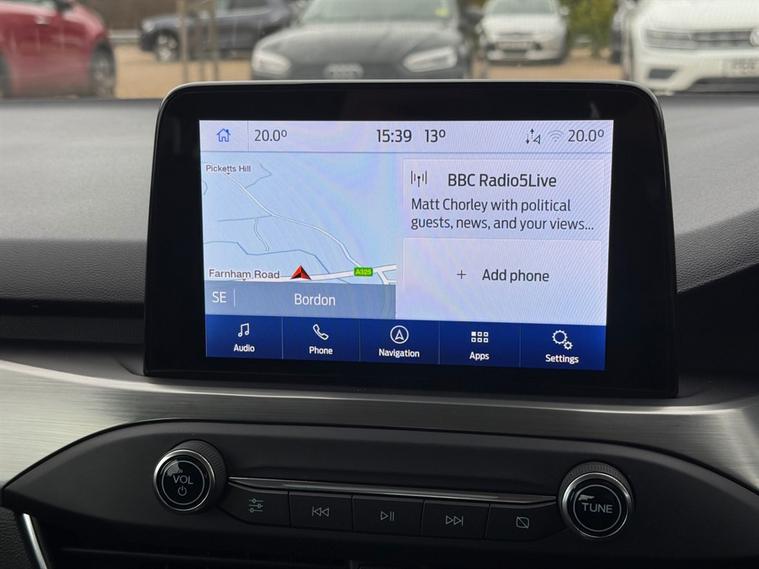 20.0° 15:39 13° 20.0°
Picketts Hill
BBC Radio5Live
Matt Chorley with political
guests, news, and your views...
Farnham Road A325
+ Add phone
SE Bordon
Audio Phone Navigation Apps Settings
VOL
TUNE